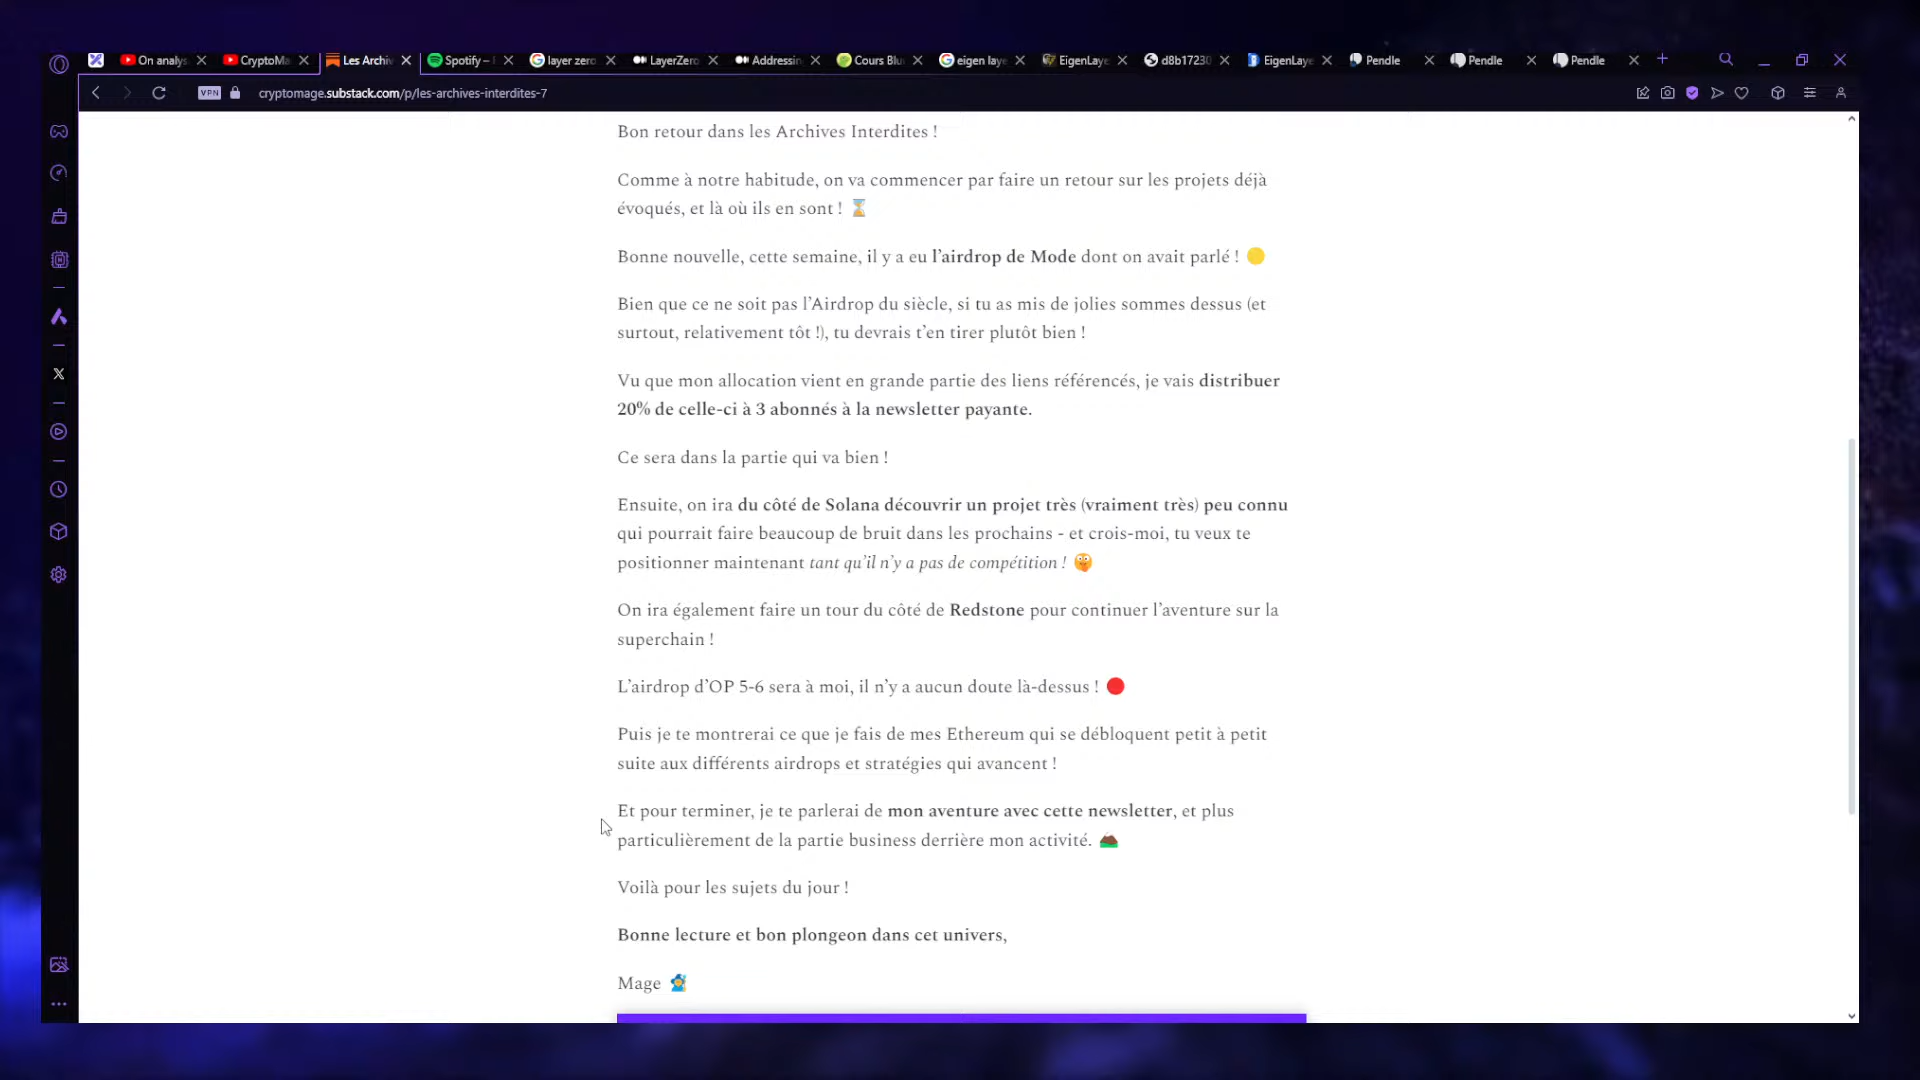 On analys
CryptoMa
Les Archiv
Spotify –
layer zero
LayerZero
Addressin
Cours Blu
eigen laye
EigenLaye
d8b17230
EigenLaye
Pendle
Pendle
Pendle
VPN
cryptomage.substack.com/p/les-archives-interdites-7
Bon retour dans les Archives Interdites !
Comme à notre habitude, on va commencer par faire un retour sur les projets déjà
évoqués, et là où ils en sont ! ⏳
Bonne nouvelle, cette semaine, il y a eu l’airdrop de Mode dont on avait parlé ! 🟡
Bien que ce ne soit pas l’Airdrop du siècle, si tu as mis de jolies sommes dessus (et
surtout, relativement tôt !), tu devrais t’en tirer plutôt bien !
Vu que mon allocation vient en grande partie des liens référencés, je vais distribuer
20% de celle-ci à 3 abonnés à la newsletter payante.
Ce sera dans la partie qui va bien !
Ensuite, on ira du côté de Solana découvrir un projet très (vraiment très) peu connu
qui pourrait faire beaucoup de bruit dans les prochains - et crois-moi, tu veux te
positionner maintenant tant qu’il n’y a pas de compétition ! 🤫
On ira également faire un tour du côté de Redstone pour continuer l’aventure sur la
superchain !
L’airdrop d’OP 5-6 sera à moi, il n’y a aucun doute là-dessus ! 🔴
Puis je te montrerai ce que je fais de mes Ethereum qui se débloquent petit à petit
suite aux différents airdrops et stratégies qui avancent !
Et pour terminer, je te parlerai de mon aventure avec cette newsletter, et plus
particulièrement de la partie business derrière mon activité. ⛰️
Voilà pour les sujets du jour !
Bonne lecture et bon plongeon dans cet univers,
Mage 🧙